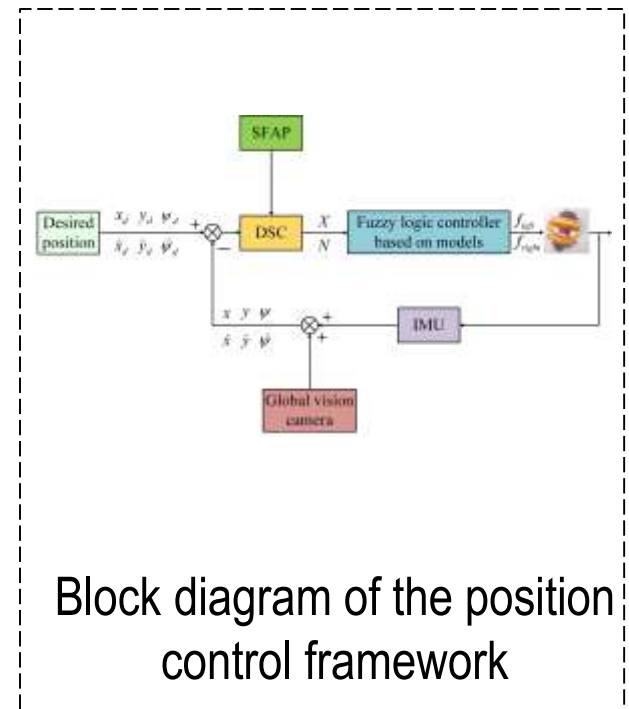 SFAP
Desired
position
x_d y_d ψ_d
ẋ_d ẏ_d ψ̇_d
+
−
DSC
X
N
Fuzzy logic controller
based on models
f_left
f_right
x y ψ
ẋ ẏ ψ̇
+
+
IMU
Global vision
camera
Block diagram of the position
control framework